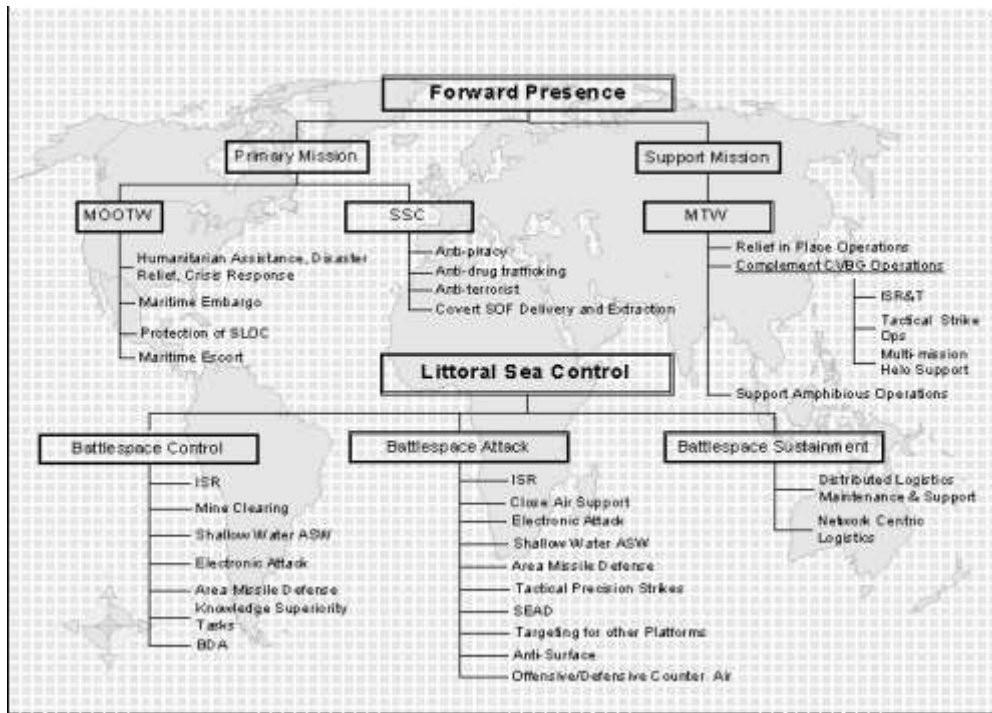 Forward Presence
Primary Mission
Support Mission
MOOTW
SSC
MTW
Humanitarian Assistance, Disaster
Relief, Crisis Response
Maritime Embargo
Protection of SLOC
Maritime Escort
Anti-piracy
Anti-drug trafficking
Anti-terrorist
Covert SOF Delivery and Extraction
Relief in Place Operations
Complement CVBG Operations
ISR&T
Tactical Strike
Ops
Multi-mission
Helo Support
Support Amphibious Operations
Littoral Sea Control
Battlespace Control
Battlespace Attack
Battlespace Sustainment
ISR
Mine Clearing
Shallow Water ASW
Electronic Attack
Area Missile Defense
Knowledge Superiority
Tasks
BDA
ISR
Close Air Support
Electronic Attack
Shallow Water ASW
Area Missile Defense
Tactical Precision Strikes
SEAD
Targeting for other Platforms
Anti-Surface
Offensive/Defensive Counter Air
Distributed Logistics
Maintenance & Support
Network Centric
Logistics